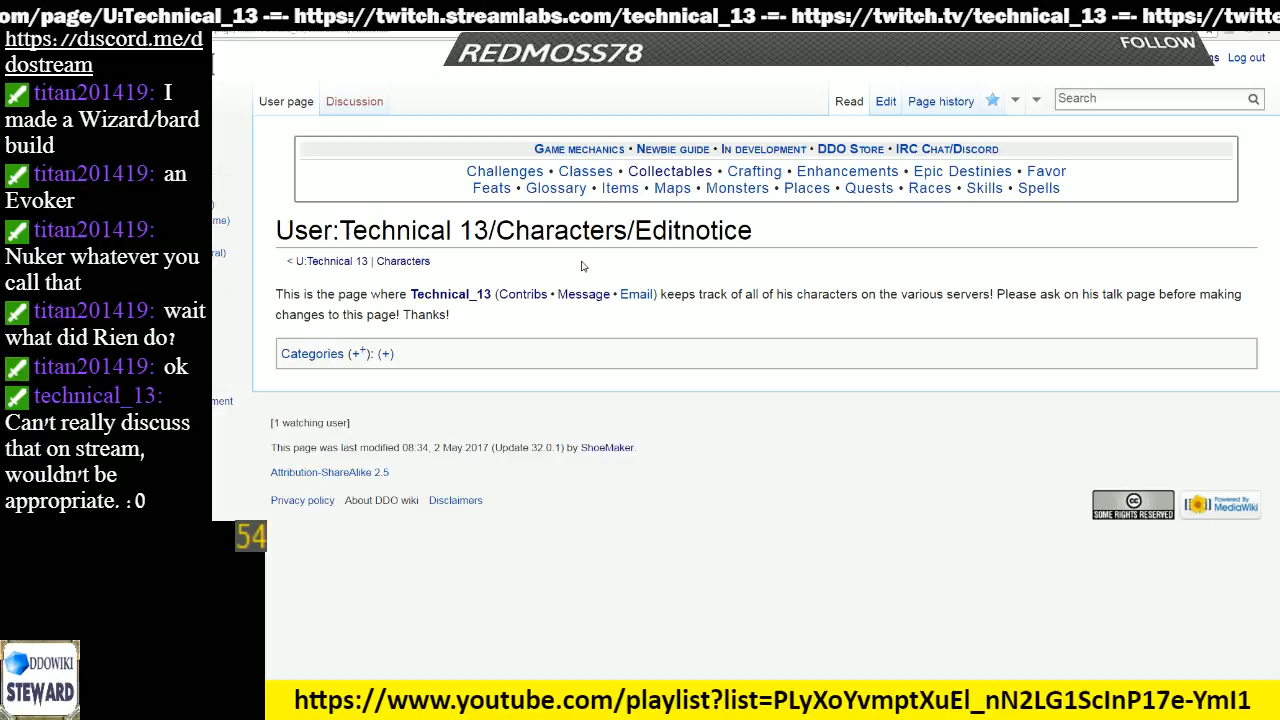 om/page/U:Technical_13 -=- https://twitch.streamlabs.com/technical_13 -=- https://twitch.tv/technical_13 -=- https://twitte
https://discord.me/d
dostream
titan201419: I
made a Wizard/bard
build
titan201419: an
Evoker
titan201419:
Nuker whatever you
call that
titan201419: wait
what did Rien do?
titan201419: ok
technical_13:
Can't really discuss
that on stream,
wouldn't be
appropriate. :0
54
DDOWIKI
STEWARD
REDMOSS78
FOLLOW
Log out
User page Discussion Read Edit Page history Search
Game mechanics • Newbie guide • In development • DDO Store • IRC Chat/Discord
Challenges • Classes • Collectables • Crafting • Enhancements • Epic Destinies • Favor
Feats • Glossary • Items • Maps • Monsters • Places • Quests • Races • Skills • Spells
User:Technical 13/Characters/Editnotice
< U:Technical 13 | Characters
This is the page where Technical_13 (Contribs • Message • Email) keeps track of all of his characters on the various servers! Please ask on his talk page before making
changes to this page! Thanks!
Categories (++): (+)
[1 watching user]
This page was last modified 08:34, 2 May 2017 (Update 32.0.1) by ShoeMaker.
Attribution-ShareAlike 2.5
Privacy policy About DDO wiki Disclaimers
SOME RIGHTS RESERVED
Powered By
MediaWiki
https://www.youtube.com/playlist?list=PLyXoYvmptXuEl_nN2LG1ScInP17e-YmI1